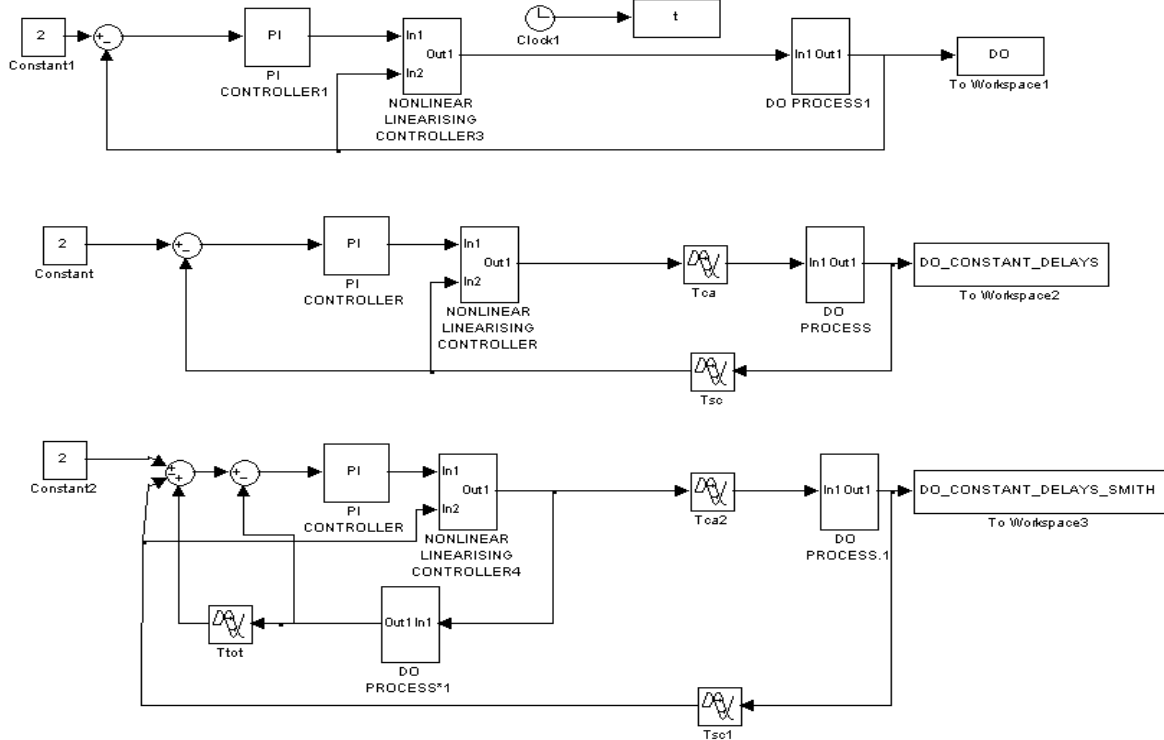 2
Constant1
+
−
PI
PI
CONTROLLER1
In1
In2
Out1
NONLINEAR
LINEARISING
CONTROLLER3
Clock1
t
In1 Out1
DO PROCESS1
DO
To Workspace1
2
Constant
+
−
PI
PI
CONTROLLER
In1
In2
Out1
NONLINEAR
LINEARISING
CONTROLLER
Tca
In1 Out1
DO
PROCESS
DO_CONSTANT_DELAYS
To Workspace2
Tsc
2
Constant2
+
−
+
+
−
PI
PI
CONTROLLER
In1
In2
Out1
NONLINEAR
LINEARISING
CONTROLLER4
Tca2
In1 Out1
DO
PROCESS.1
DO_CONSTANT_DELAYS_SMITH
To Workspace3
Ttot
Out1 In1
DO
PROCESS*1
Tsc1